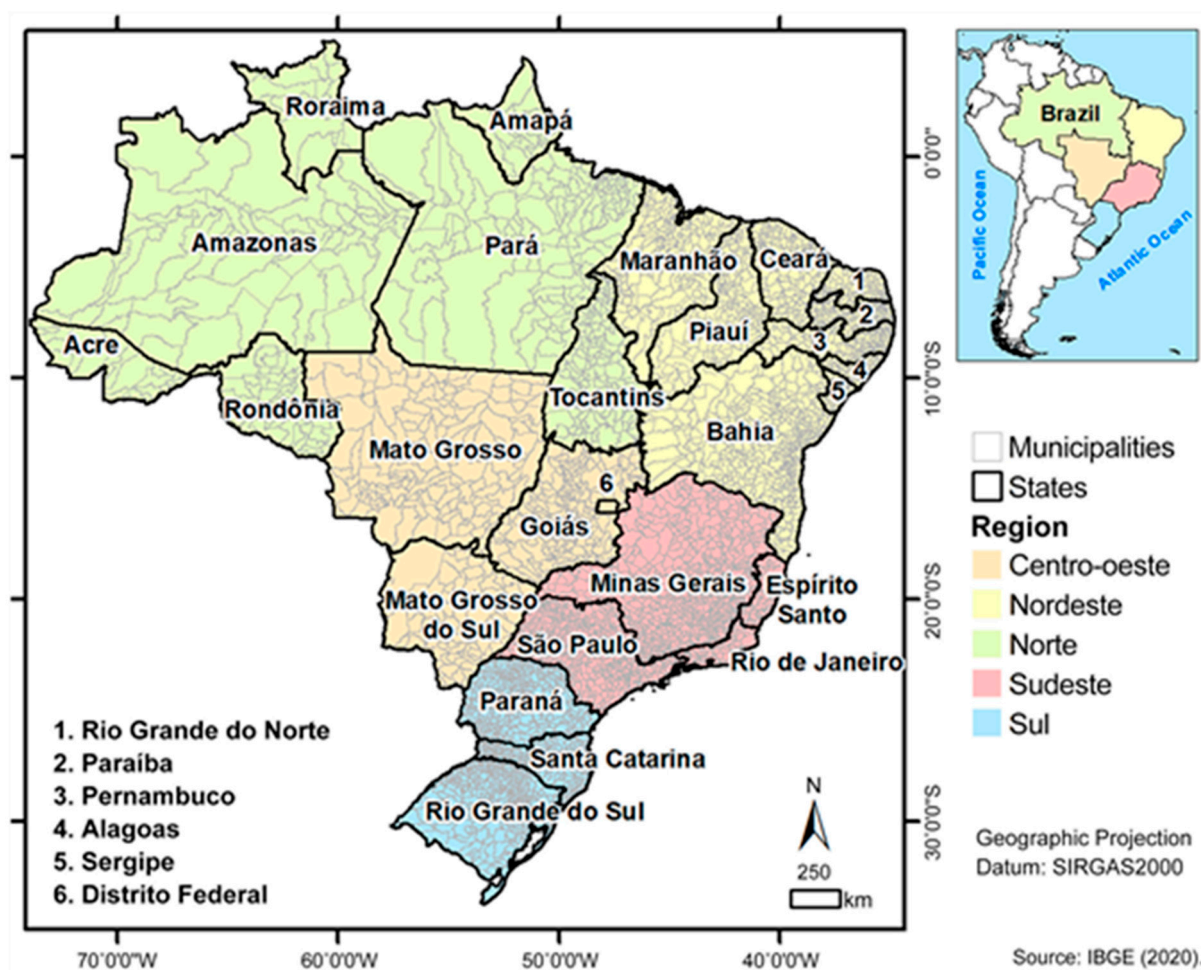 Roraima
Amapá
Amazonas
Pará
Maranhão
Ceará
1
2
Piauí
3
Acre
4
5
Rondônia
Tocantins
Mato Grosso
Bahia
6
Goiás
Minas Gerais
Espírito
Santo
Mato Grosso
do Sul
São Paulo
Rio de Janeiro
Paraná
Santa Catarina
Rio Grande do Sul
1. Rio Grande do Norte
2. Paraíba
3. Pernambuco
4. Alagoas
5. Sergipe
6. Distrito Federal
N
250
km
70°0'0"W
60°0'0"W
50°0'0"W
40°0'0"W
0°0'0"
10°0'0"S
20°0'0"S
30°0'0"S
Brazil
Pacific Ocean
Atlantic Ocean
Municipalities
States
Region
Centro-oeste
Nordeste
Norte
Sudeste
Sul
Geographic Projection
Datum: SIRGAS2000
Source: IBGE (2020)